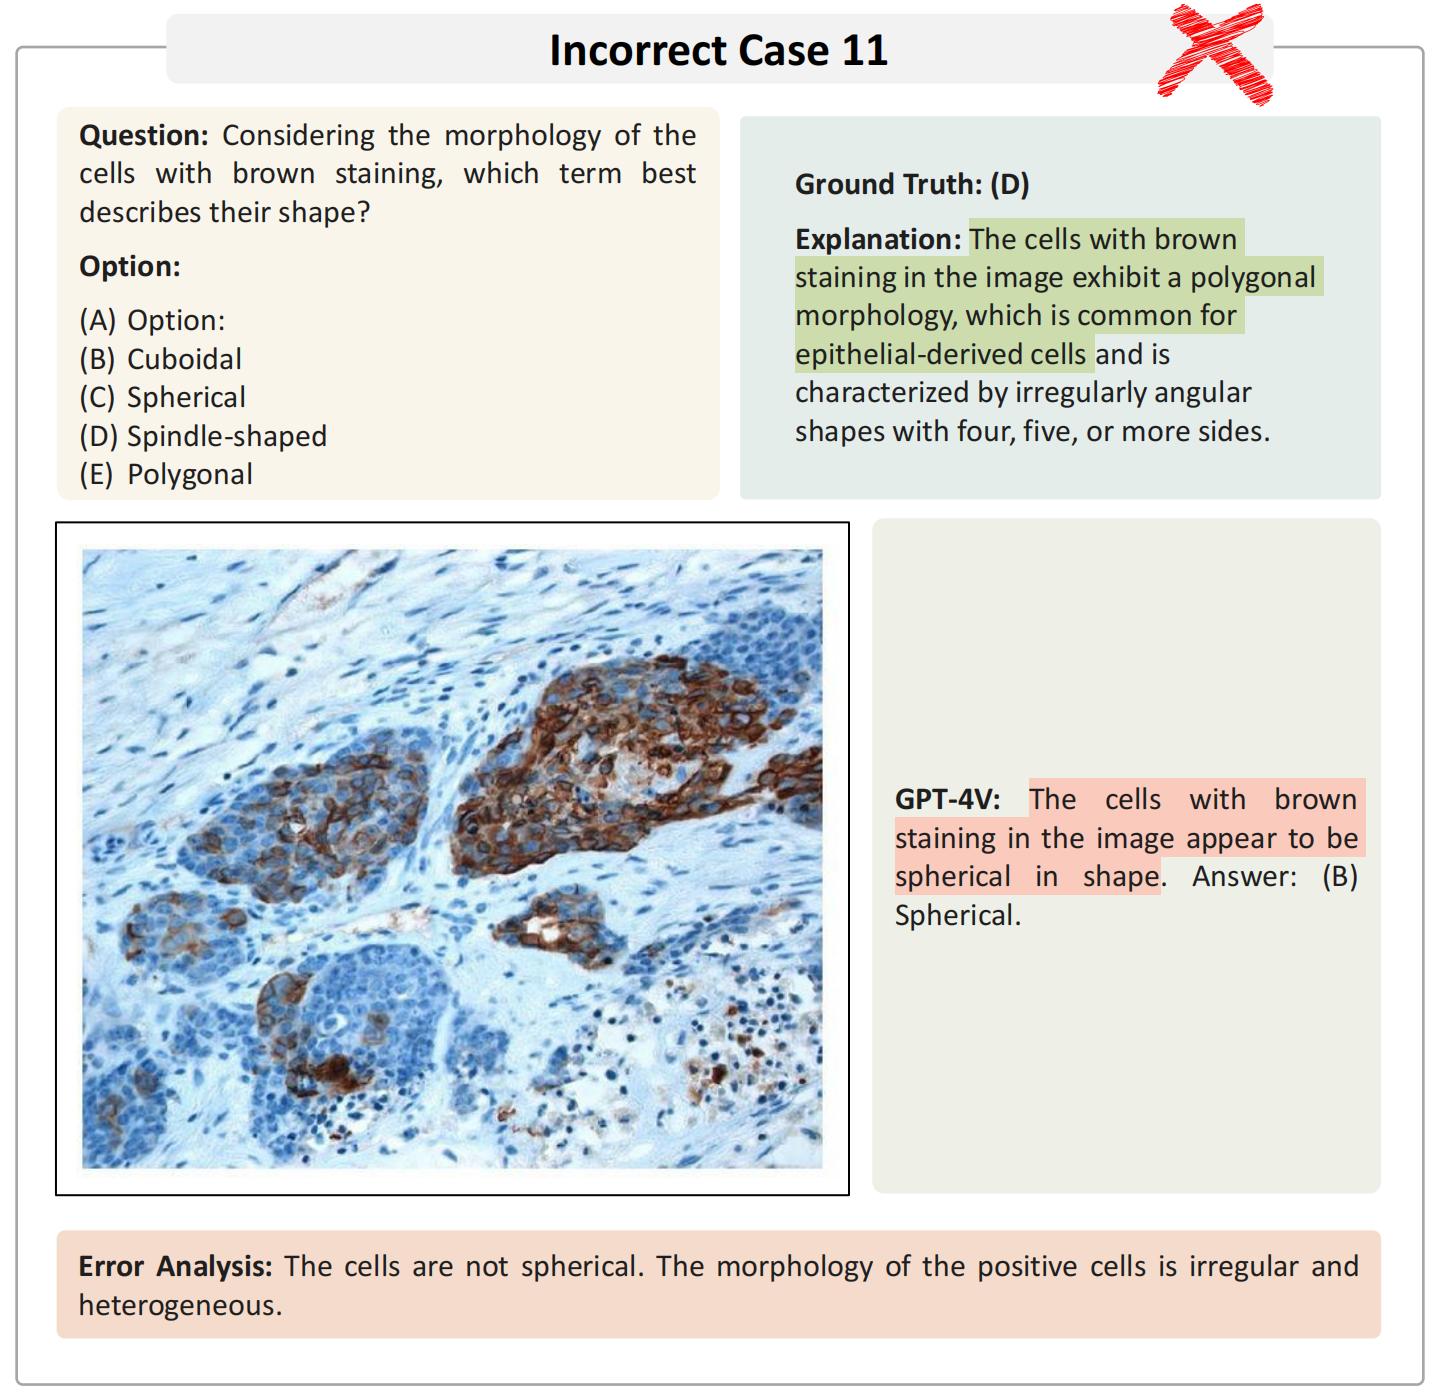 Incorrect Case 11
Question: Considering the morphology of the
cells with brown staining, which term best
describes their shape?
Option:
(A) Option:
(B) Cuboidal
(C) Spherical
(D) Spindle-shaped
(E) Polygonal
Ground Truth: (D)
Explanation: The cells with brown
staining in the image exhibit a polygonal
morphology, which is common for
epithelial-derived cells and is
characterized by irregularly angular
shapes with four, five, or more sides.
GPT-4V: The cells with brown
staining in the image appear to be
spherical in shape. Answer: (B)
Spherical.
Error Analysis: The cells are not spherical. The morphology of the positive cells is irregular and
heterogeneous.